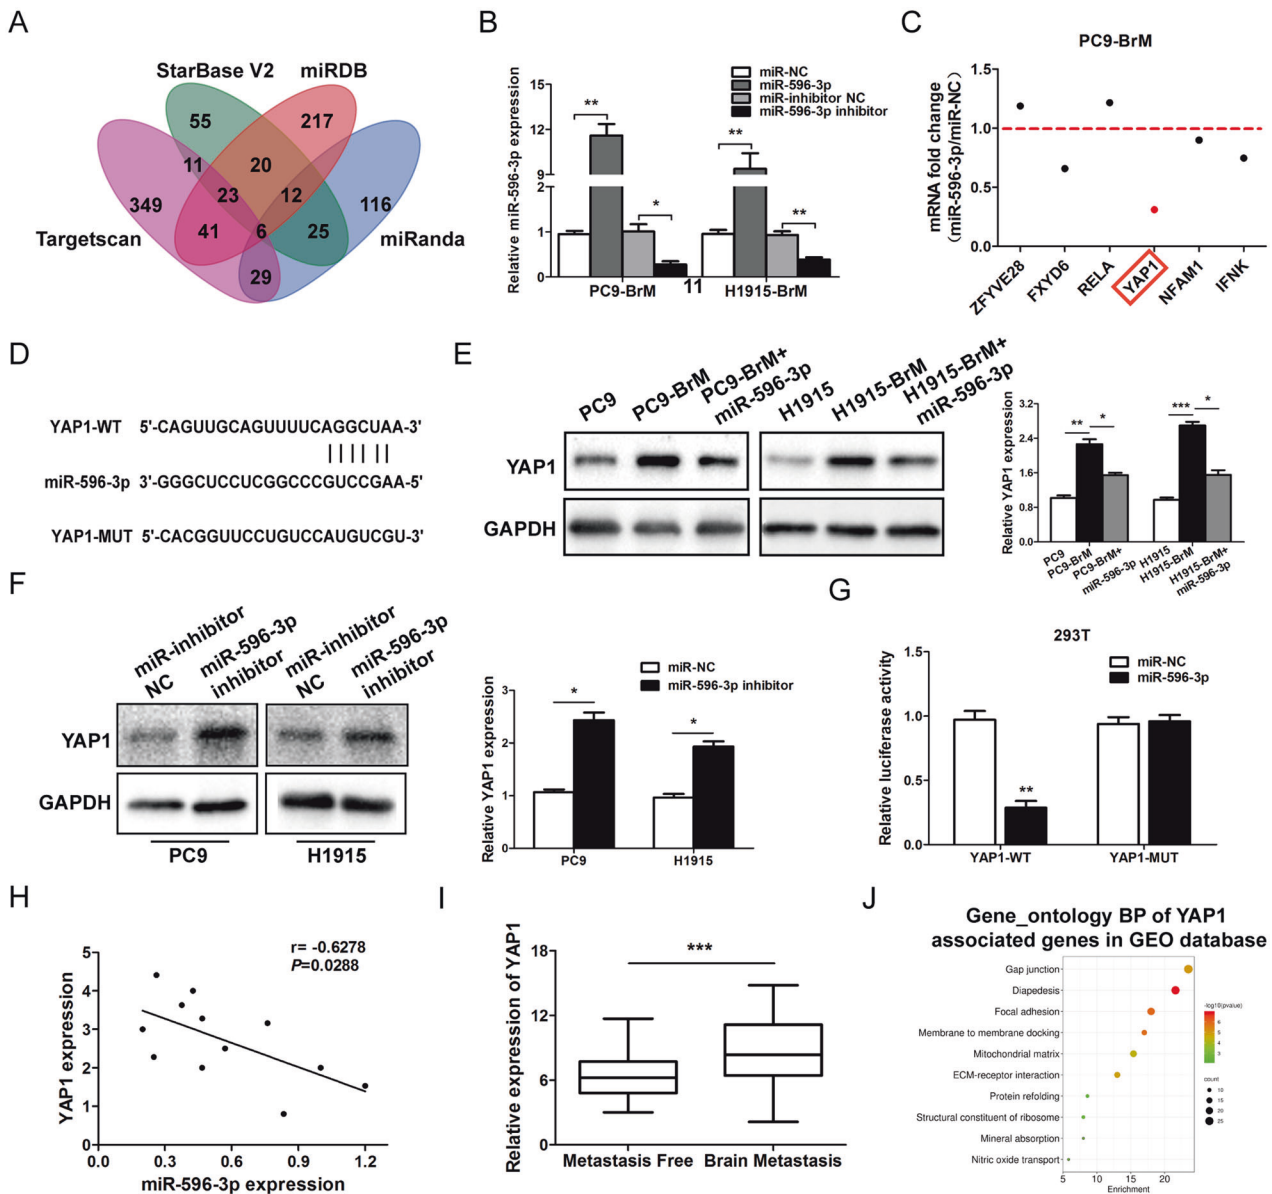 A
StarBase V2 miRDB
55 217
11 20
349 23 12 116
Targetscan 41 6 25 miRanda
29
B
Relative miR-596-3p expression
15
12
9
2
1
0
miR-NC
miR-596-3p
miR-inhibitor NC
miR-596-3p inhibitor
** * ** **
PC9-BrM 11 H1915-BrM
C
PC9-BrM
mRNA fold change
(miR-596-3p/miR-NC)
1.5
1.0
0.5
0.0
ZFYVE28 FXYD6 RELA YAP1 NFAM1 IFNK
D
YAP1-WT 5'-CAGUUGCAGUUUUCAGGCUAA-3'
miR-596-3p 3'-GGGCUCCUCGGCCCGUCCGAA-5'
YAP1-MUT 5'-CACGGUUCCUGUCCAUGUCGU-3'
E
PC9 PC9-BrM PC9-BrM+
miR-596-3p H1915 H1915-BrM H1915-BrM+
miR-596-3p
YAP1
GAPDH
Relative YAP1 expression
3.2
2.4
1.6
0.8
0.0
** * *** *
PC9
PC9-BrM
PC9-BrM+
miR-596-3p
H1915
H1915-BrM
H1915-BrM+
miR-596-3p
F
miR-inhibitor
NC
miR-596-3p
inhibitor
miR-inhibitor
NC
miR-596-3p
inhibitor
YAP1
GAPDH
PC9 H1915
Relative YAP1 expression
3
2
1
0
miR-NC
miR-596-3p inhibitor
* *
PC9 H1915
G
293T
Relative luciferase activity
1.5
1.0
0.5
0.0
miR-NC
miR-596-3p
**
YAP1-WT YAP1-MUT
H
YAP1 expression
5
4
3
2
1
0
r= -0.6278
P=0.0288
0.0 0.3 0.6 0.9 1.2
miR-596-3p expression
I
Relative expression of YAP1
18
12
6
0
***
Metastasis Free Brain Metastasis
J
Gene_ontology BP of YAP1
associated genes in GEO database
Gap junction
Diapedesis
Focal adhesion
Membrane to membrane docking
Mitochondrial matrix
ECM-receptor interaction
Protein refolding
Structural constituent of ribosome
Mineral absorption
Nitric oxide transport
5 10 15 20
Enrichment
-log10(pvalue)
6
5
4
3
count
10
15
20
25